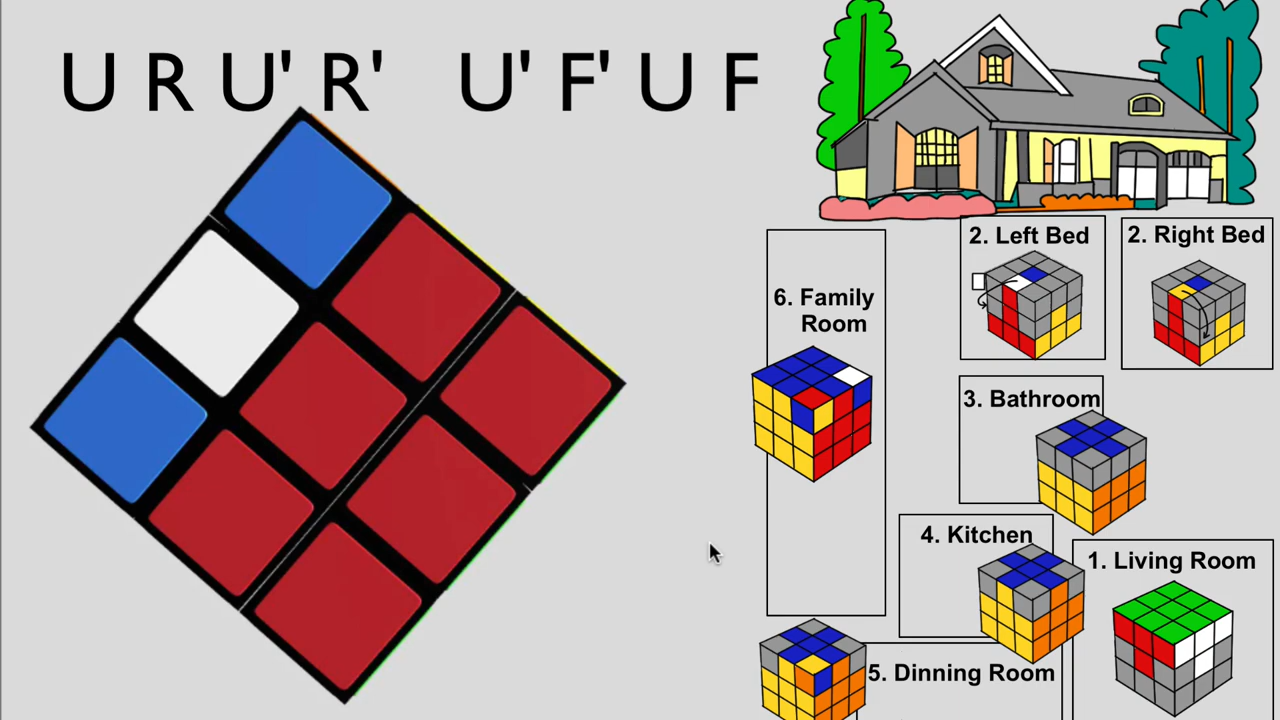 U R U' R' U' F' U F
2. Left Bed
2. Right Bed
6. Family
Room
3. Bathroom
4. Kitchen
1. Living Room
5. Dinning Room